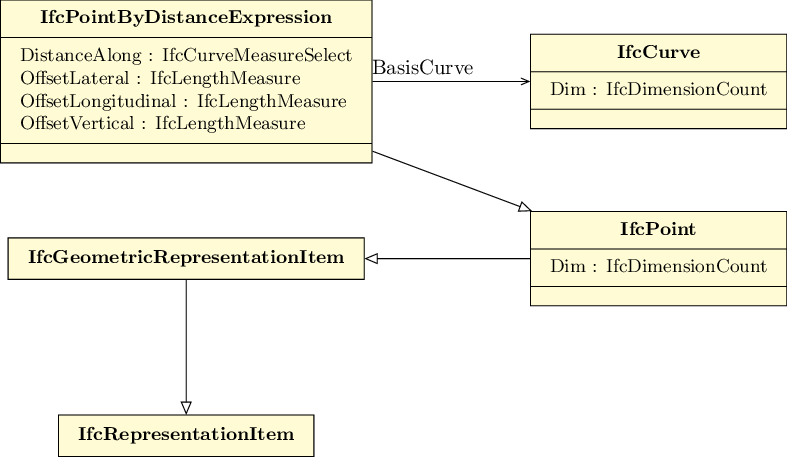 IfcPointByDistanceExpression
DistanceAlong : IfcCurveMeasureSelect
OffsetLateral : IfcLengthMeasure
OffsetLongitudinal : IfcLengthMeasure
OffsetVertical : IfcLengthMeasure
BasisCurve
IfcCurve
Dim : IfcDimensionCount
IfcPoint
Dim : IfcDimensionCount
IfcGeometricRepresentationItem
IfcRepresentationItem